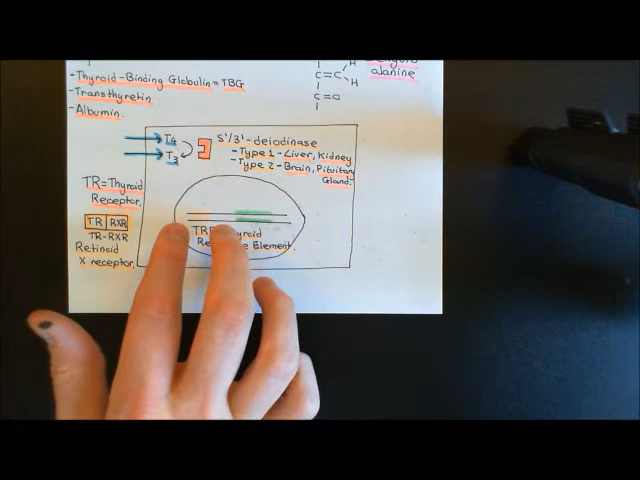 -Thyroid-Binding Globulin=TBG
-Transthyretin
-Albumin.
alanine
H
C=C
H
C=O
T4
T3
5'/3'-deiodinase
-Type 1-Liver, Kidney
-Type 2-Brain, Pituitary
Gland.
TR=Thyroid
Receptor.
TR RXR
TR-RXR
Retinoid
X receptor.
Element.